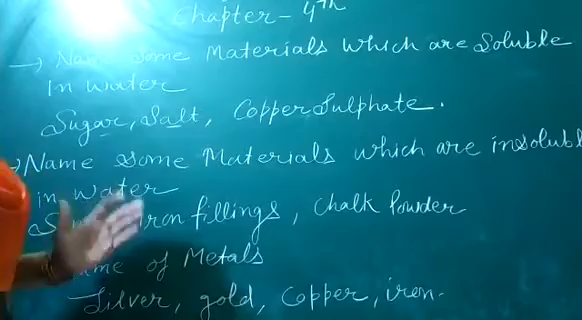 Chapter - 4th
→ Name some Materials which are Soluble
in water
Sugar, Salt, Copper Sulphate.
→ Name some Materials which are insolubl
in water
iron fillings, Chalk Powder
ame of Metals
Silver, gold, Copper, iron.